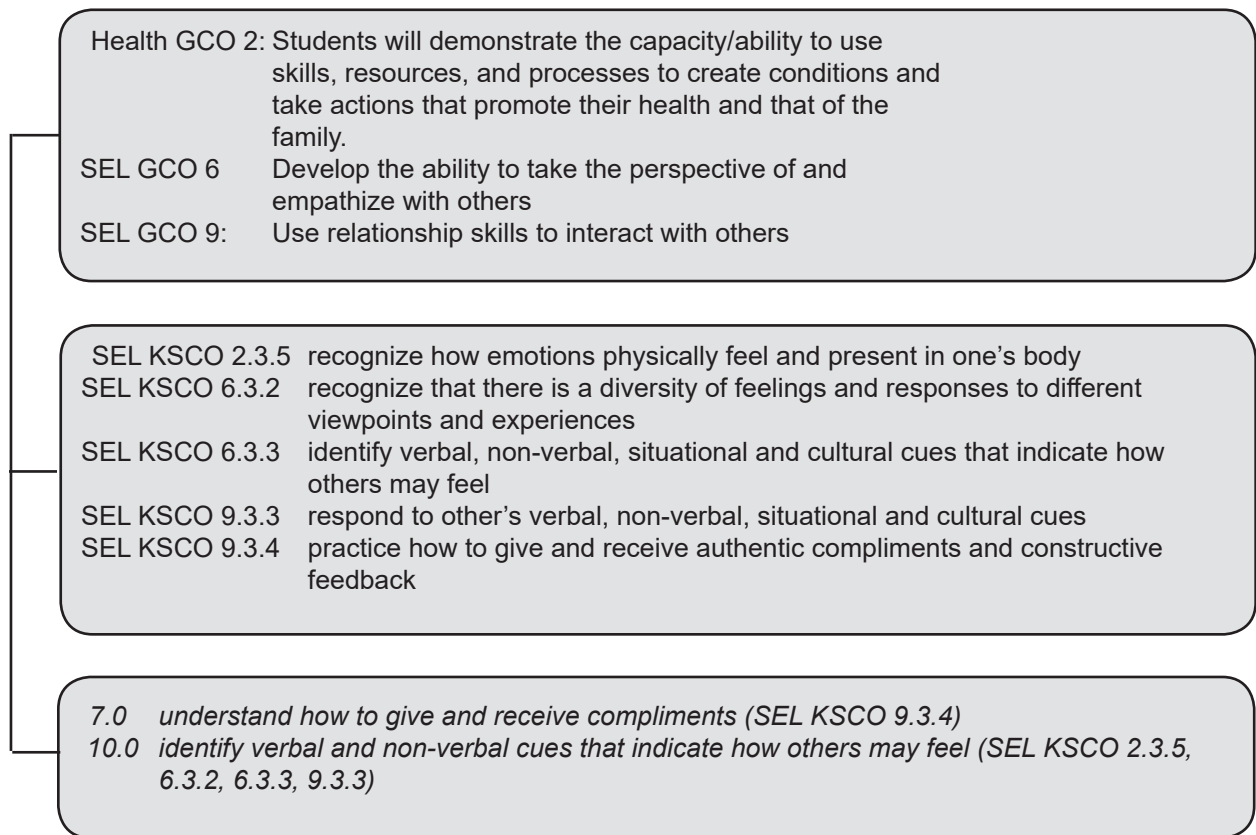 Health GCO 2: Students will demonstrate the capacity/ability to use
skills, resources, and processes to create conditions and
take actions that promote their health and that of the
family.
SEL GCO 6 Develop the ability to take the perspective of and
empathize with others
SEL GCO 9: Use relationship skills to interact with others
SEL KSCO 2.3.5 recognize how emotions physically feel and present in one’s body
SEL KSCO 6.3.2 recognize that there is a diversity of feelings and responses to different
viewpoints and experiences
SEL KSCO 6.3.3 identify verbal, non-verbal, situational and cultural cues that indicate how
others may feel
SEL KSCO 9.3.3 respond to other’s verbal, non-verbal, situational and cultural cues
SEL KSCO 9.3.4 practice how to give and receive authentic compliments and constructive
feedback
7.0 understand how to give and receive compliments (SEL KSCO 9.3.4)
10.0 identify verbal and non-verbal cues that indicate how others may feel (SEL KSCO 2.3.5,
6.3.2, 6.3.3, 9.3.3)